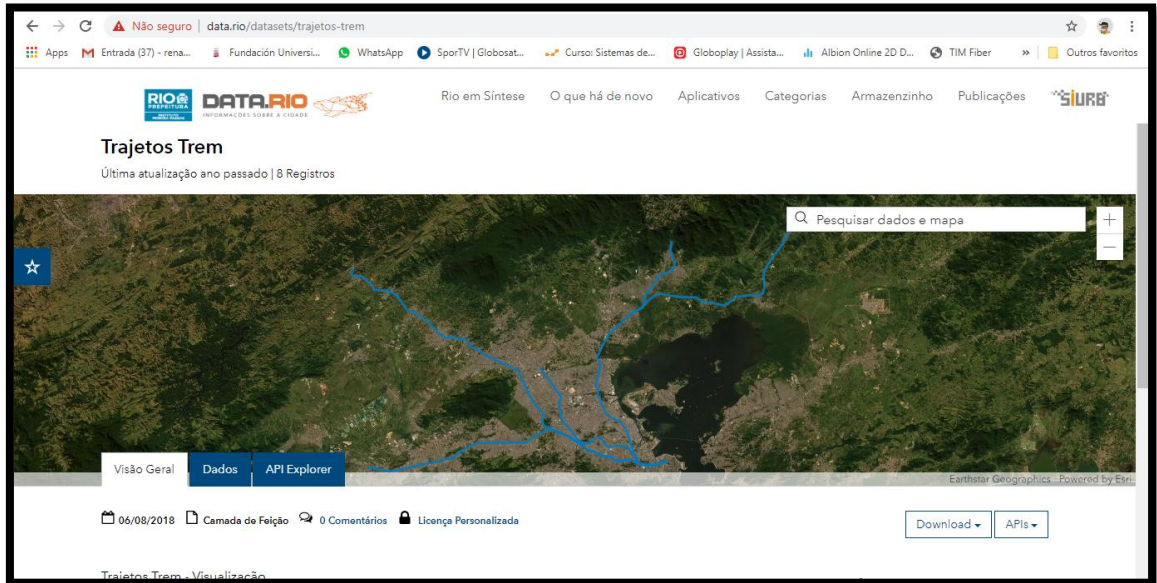 Não seguro | data.rio/datasets/trajetos-trem
Apps Entrada (37) - rena... Fundación Universi... WhatsApp SporTV | Globosat... Curso: Sistemas de... Globoplay | Assista... Albion Online 2D D... TIM Fiber » Outros favoritos
RIO PREFEITURA DATA.RIO Rio em Síntese O que há de novo Aplicativos Categorias Armazenzinho Publicações SIURB
INFORMAÇÕES SOBRE A CIDADE
Trajetos Trem
Última atualização ano passado | 8 Registros
Pesquisar dados e mapa
Visão Geral Dados API Explorer
Earthstar Geographics Powered by Esri
06/08/2018 Camada de Feição 0 Comentários Licença Personalizada
Download APIs
Trajetos Trem - Visualização